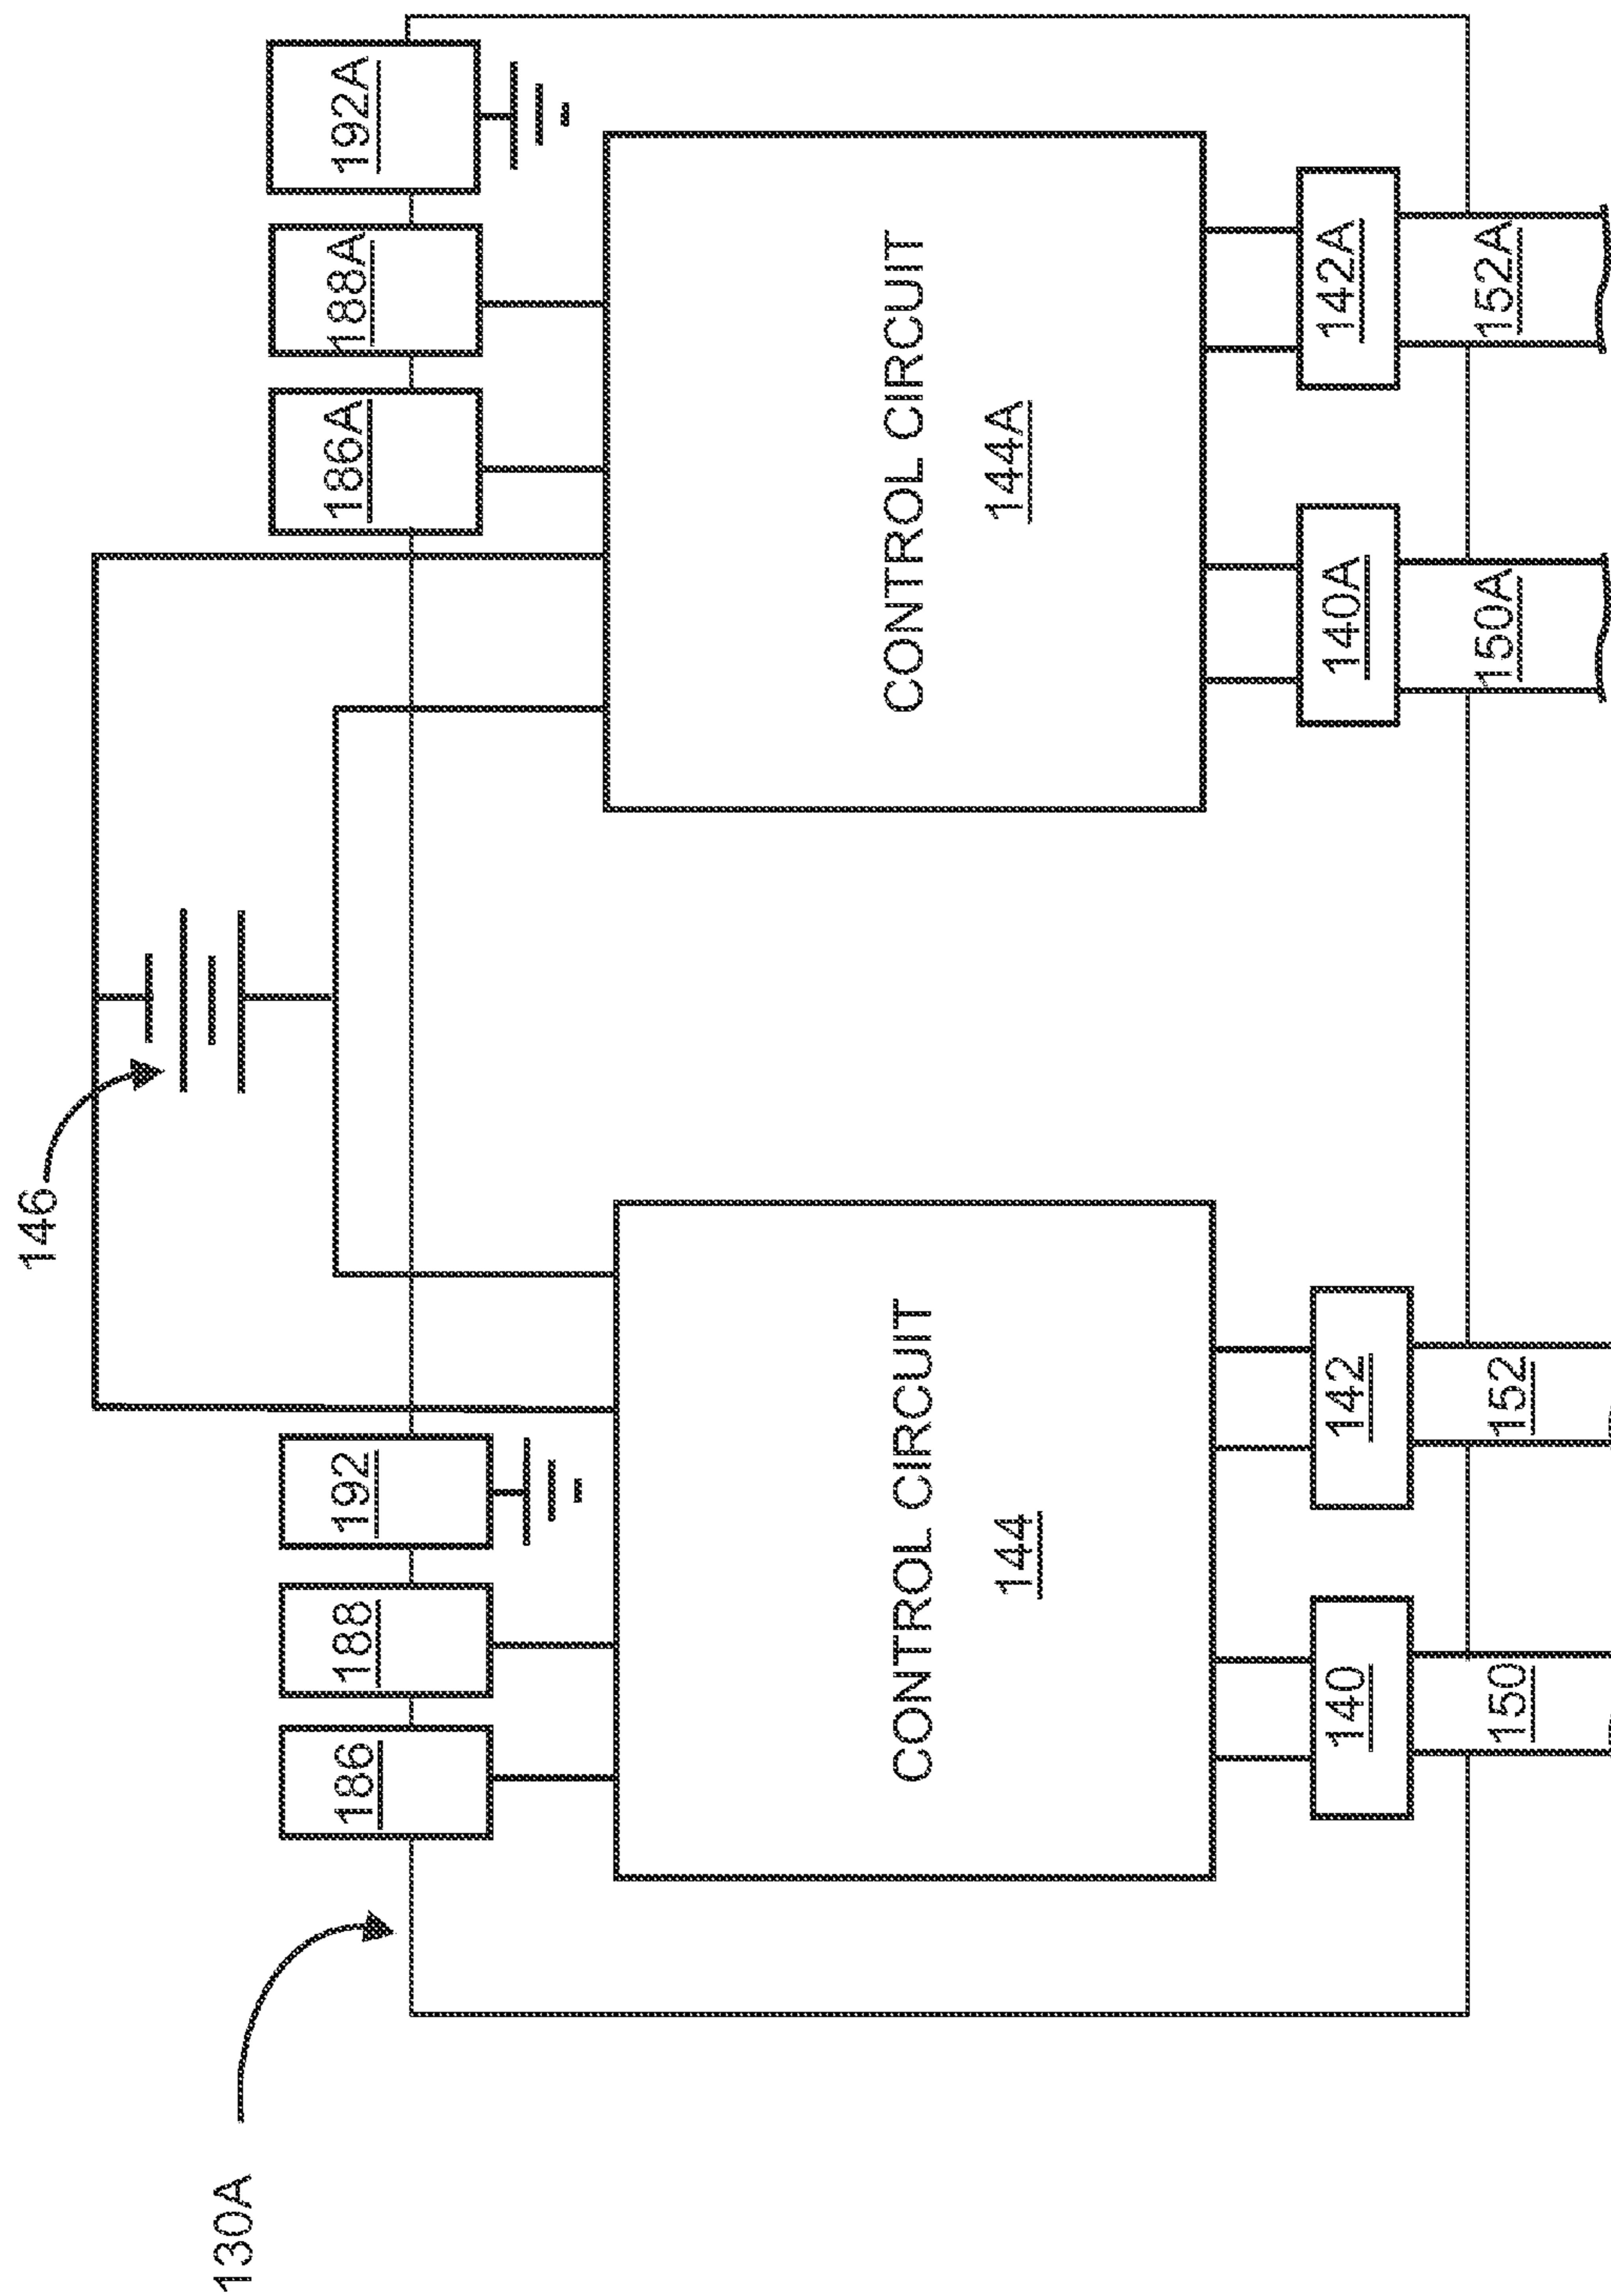 130A
146
186
188
192
186A
188A
192A
CONTROL CIRCUIT
144
CONTROL CIRCUIT
144A
140
142
140A
142A
150
152
150A
152A